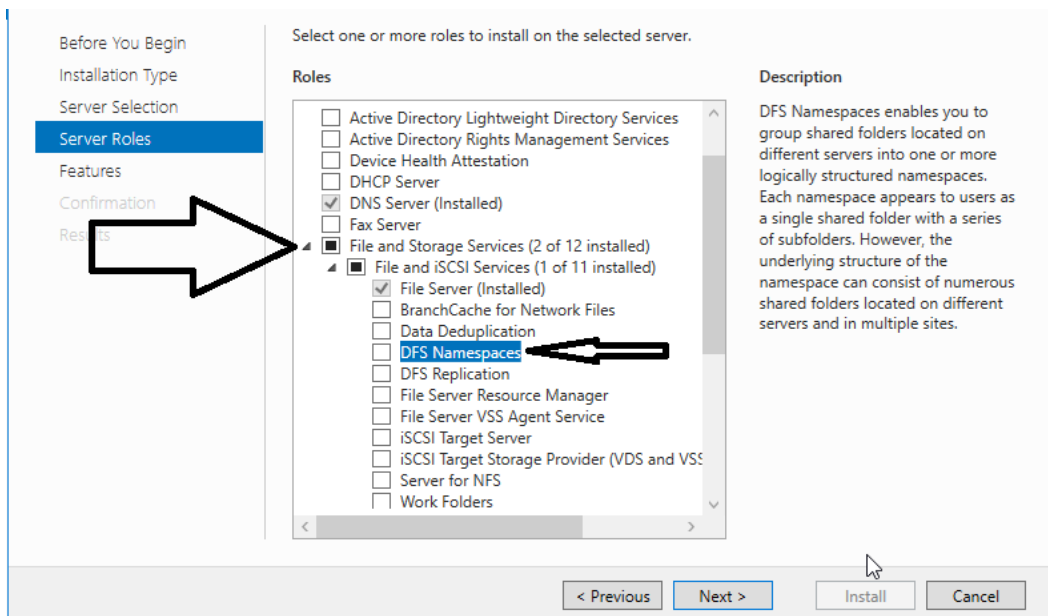 Before You Begin
Installation Type
Server Selection
Server Roles
Features
Confirmation
Results
Select one or more roles to install on the selected server.
Roles
Active Directory Lightweight Directory Services
Active Directory Rights Management Services
Device Health Attestation
DHCP Server
DNS Server (Installed)
Fax Server
File and Storage Services (2 of 12 installed)
File and iSCSI Services (1 of 11 installed)
File Server (Installed)
BranchCache for Network Files
Data Deduplication
DFS Namespaces
DFS Replication
File Server Resource Manager
File Server VSS Agent Service
iSCSI Target Server
iSCSI Target Storage Provider (VDS and VSS
Server for NFS
Work Folders
Description
DFS Namespaces enables you to
group shared folders located on
different servers into one or more
logically structured namespaces.
Each namespace appears to users as
a single shared folder with a series
of subfolders. However, the
underlying structure of the
namespace can consist of numerous
shared folders located on different
servers and in multiple sites.
< Previous
Next >
Install
Cancel